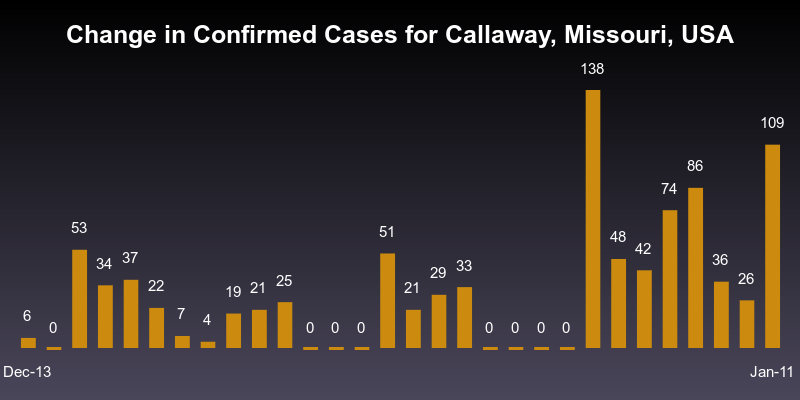 Change in Confirmed Cases for Callaway, Missouri, USA
6 0 53 34 37 22 7 4 19 21 25 0 0 0 51 21 29 33 0 0 0 0 138 48 42 74 86 36 26 109
Dec-13 Jan-11